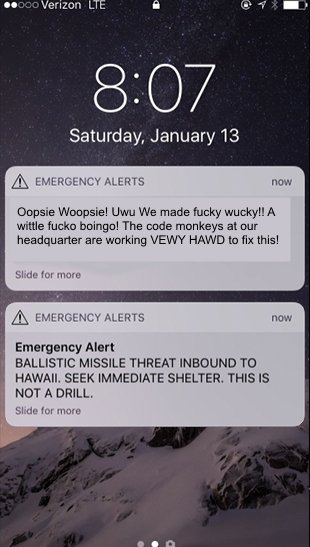 Verizon LTE
8:07
Saturday, January 13
EMERGENCY ALERTS now
Oopsie Woopsie! Uwu We made fucky wucky!! A
wittle fucko boingo! The code monkeys at our
headquarter are working VEWY HAWD to fix this!
Slide for more
EMERGENCY ALERTS now
Emergency Alert
BALLISTIC MISSILE THREAT INBOUND TO
HAWAII. SEEK IMMEDIATE SHELTER. THIS IS
NOT A DRILL.
Slide for more